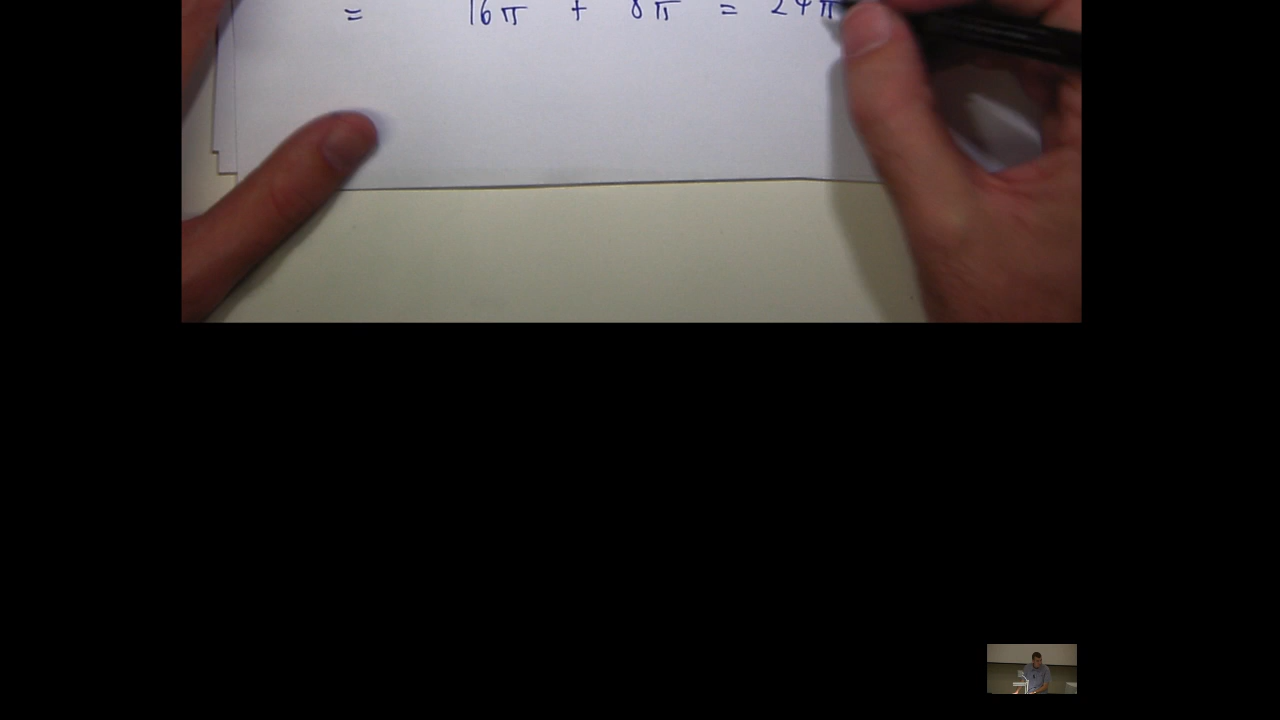 = 16π + 8π = 24π